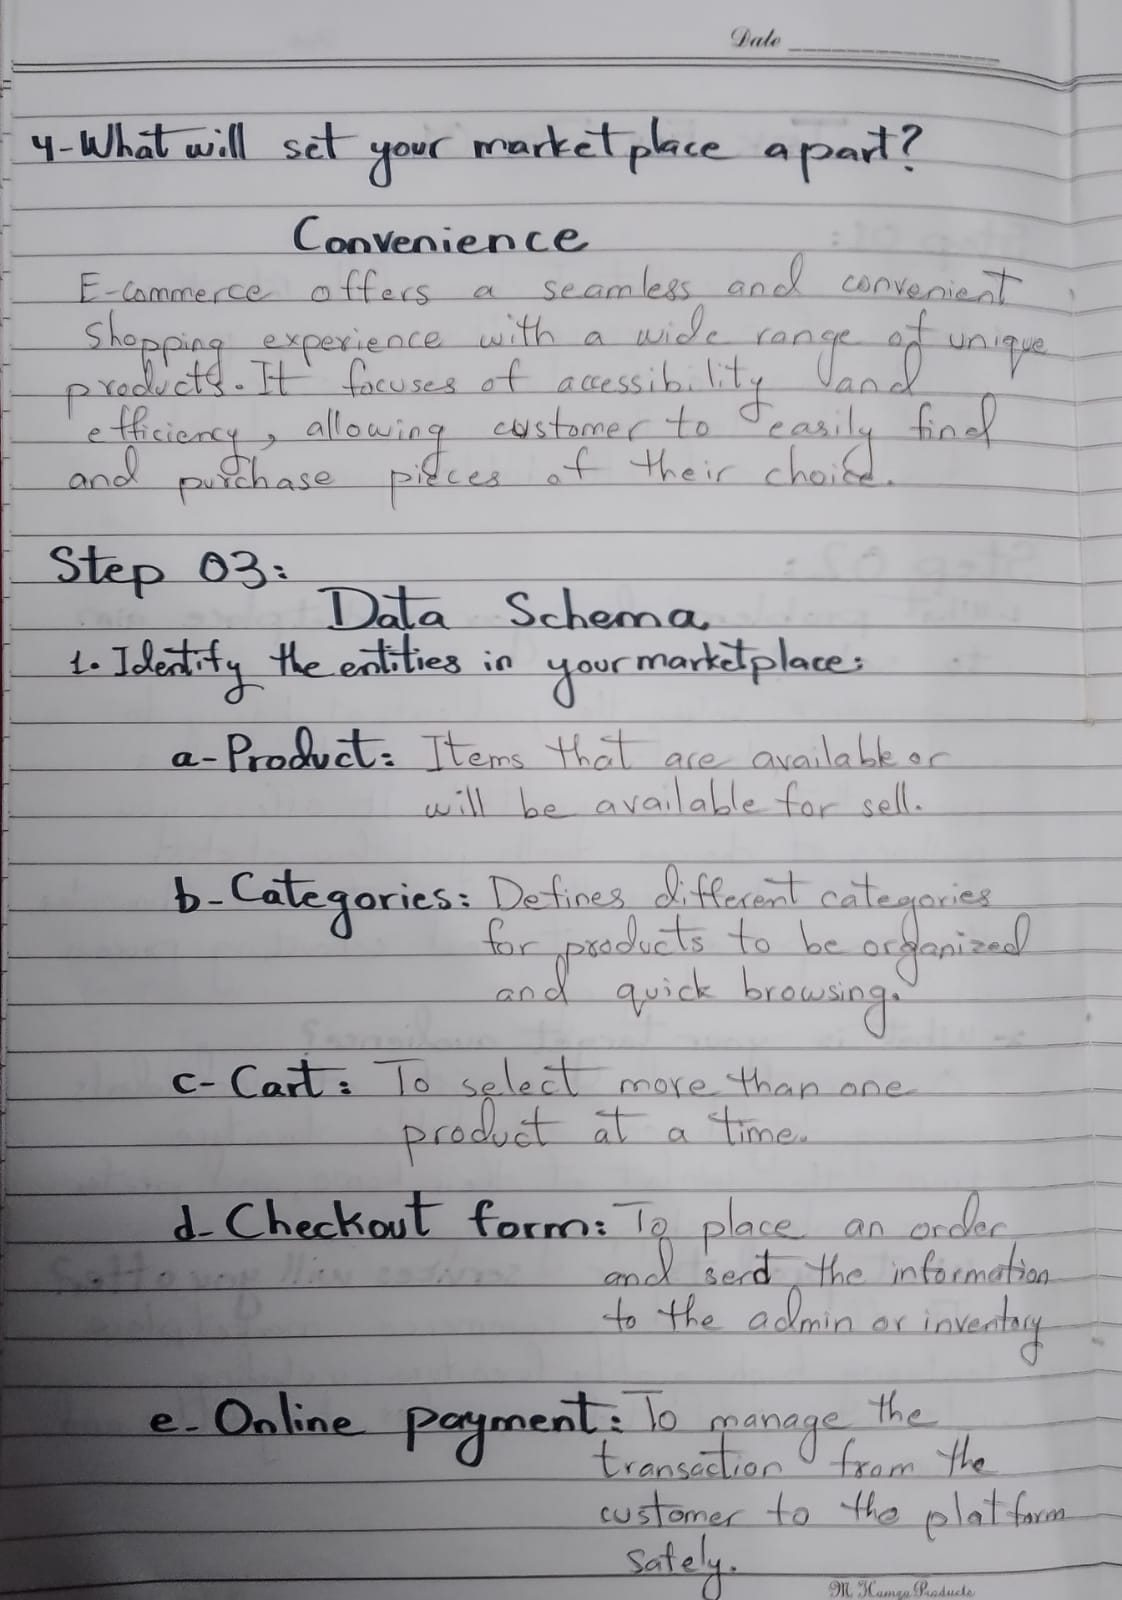 Date
4-What will set your marketplace apart?
Convenience
E-Commerce offers a seamless and convenient
shopping experience with a wide range of unique
products. It focuses of accessibility and
efficiency, allowing customer to easily find
and purchase pieces of their choice.
Step 03:
Data Schema
1. Identify the entities in your marketplace:
a-Product: Items that are available or
will be available for sell.
b-Categories: Defines different categories
for products to be organized
and quick browsing.
c-Cart: To select more than one
product at a time.
d-Checkout form: To place an order
and send the information
to the admin or inventory
e-Online payment: To manage the
transaction from the
customer to the platform
safely.
M. Hamza Products